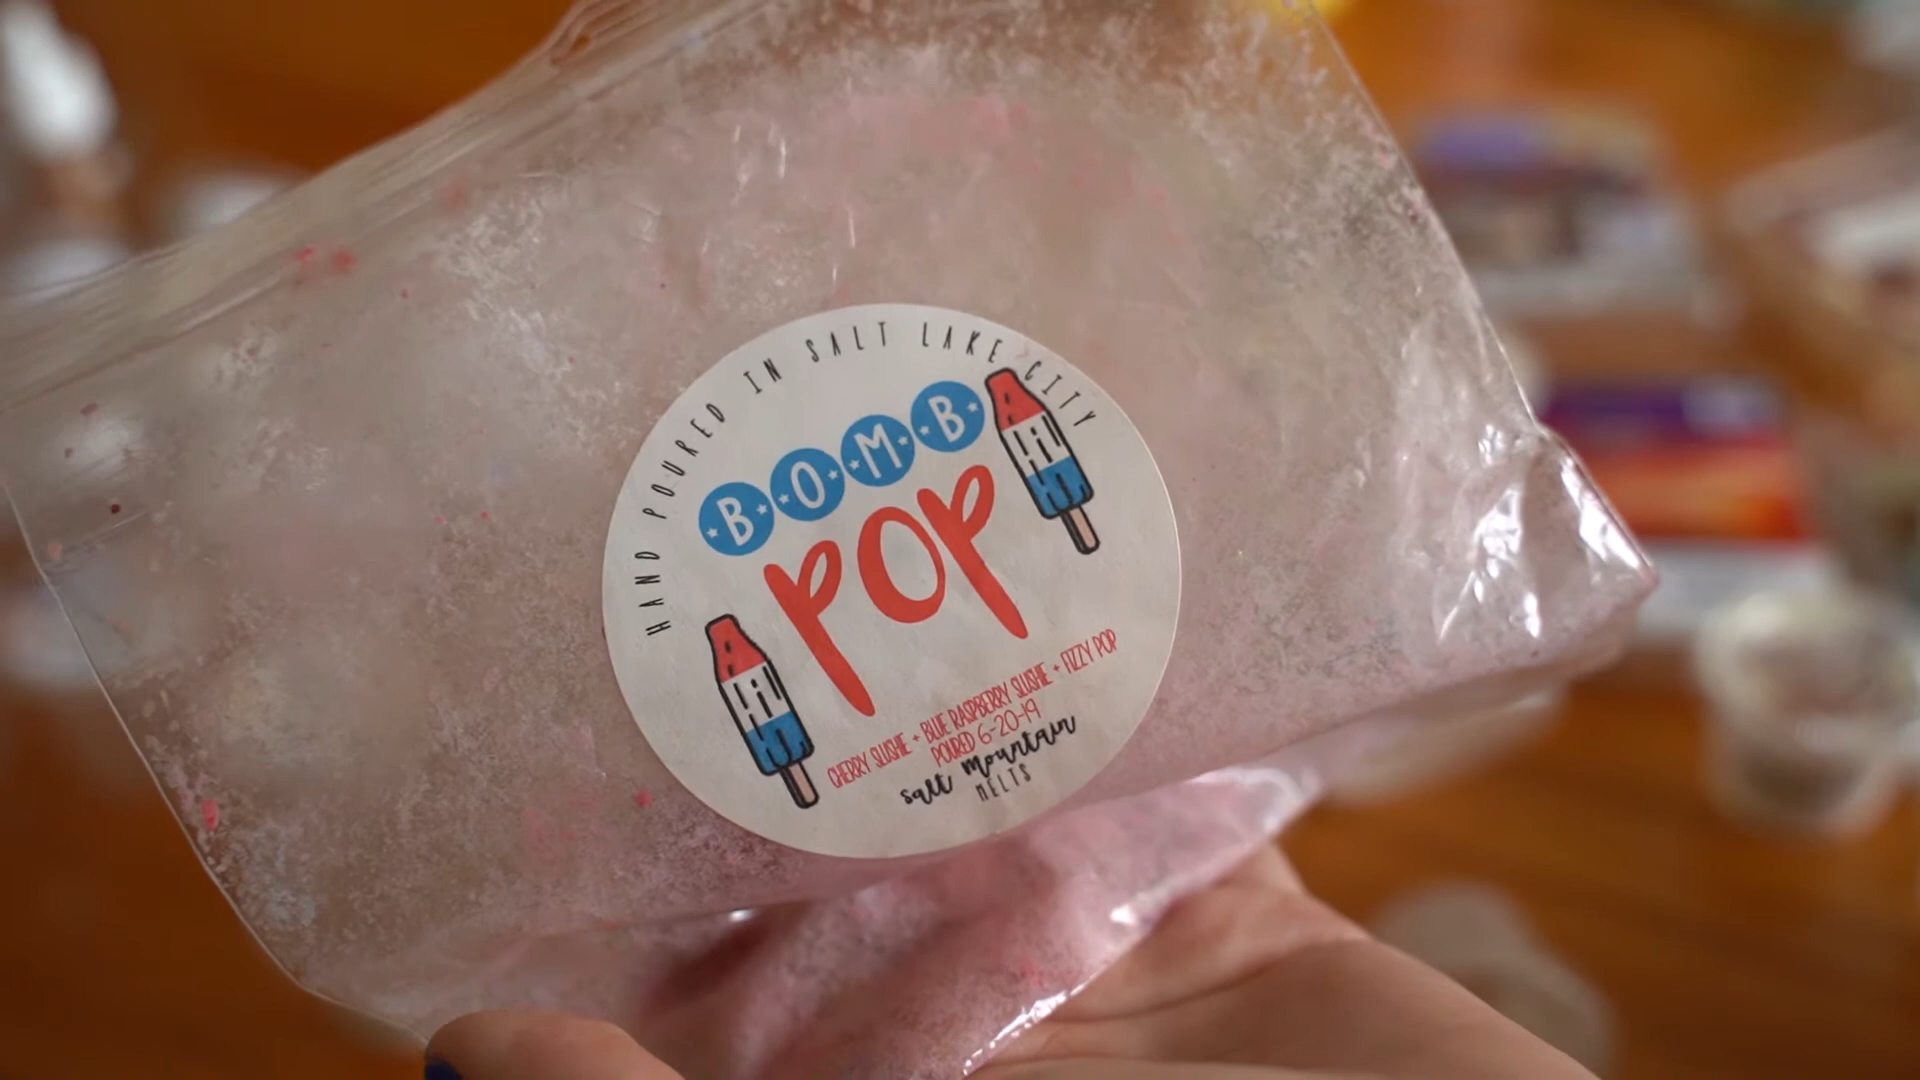 HAND POURED IN SALT LAKE CITY
BOMB
POP
CHERRY SLUSHIE + BLUE RASPBERRY SLUSHIE + FIZZY POP
POURED 6-20-19
salt mountain
MELTS